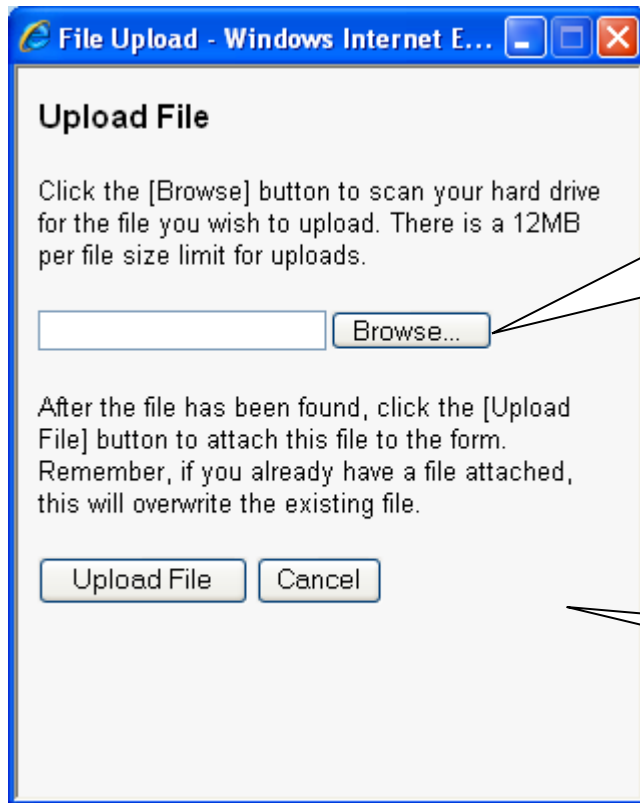 File Upload - Windows Internet E...
Upload File
Click the [Browse] button to scan your hard drive
for the file you wish to upload. There is a 12MB
per file size limit for uploads.
Browse...
After the file has been found, click the [Upload
File] button to attach this file to the form.
Remember, if you already have a file attached,
this will overwrite the existing file.
Upload File Cancel